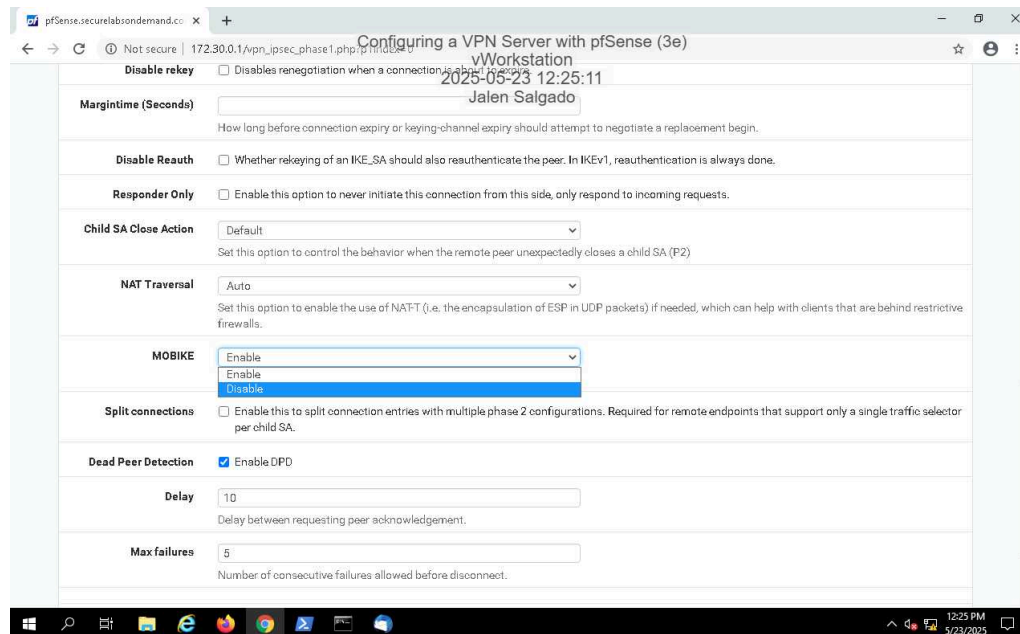 pfSense.securelabsondemand.co
Not secure | 172.30.0.1/vpn_ipsec_phase1.php?p1index=0
Configuring a VPN Server with pfSense (3e)
vWorkstation
2025-05-23 12:25:11
Jalen Salgado
Disable rekey
Disables renegotiation when a connection is about to expire
Margintime (Seconds)
How long before connection expiry or keying-channel expiry should attempt to negotiate a replacement begin.
Disable Reauth
Whether rekeying of an IKE_SA should also reauthenticate the peer. In IKEv1, reauthentication is always done.
Responder Only
Enable this option to never initiate this connection from this side, only respond to incoming requests.
Child SA Close Action
Default
Set this option to control the behavior when the remote peer unexpectedly closes a child SA (P2)
NAT Traversal
Auto
Set this option to enable the use of NAT-T (i.e. the encapsulation of ESP in UDP packets) if needed, which can help with clients that are behind restrictive
firewalls.
MOBIKE
Enable
Enable
Disable
Split connections
Enable this to split connection entries with multiple phase 2 configurations. Required for remote endpoints that support only a single traffic selector
per child SA.
Dead Peer Detection
Enable DPD
Delay
10
Delay between requesting peer acknowledgement.
Max failures
5
Number of consecutive failures allowed before disconnect.
12:25 PM
5/23/2025